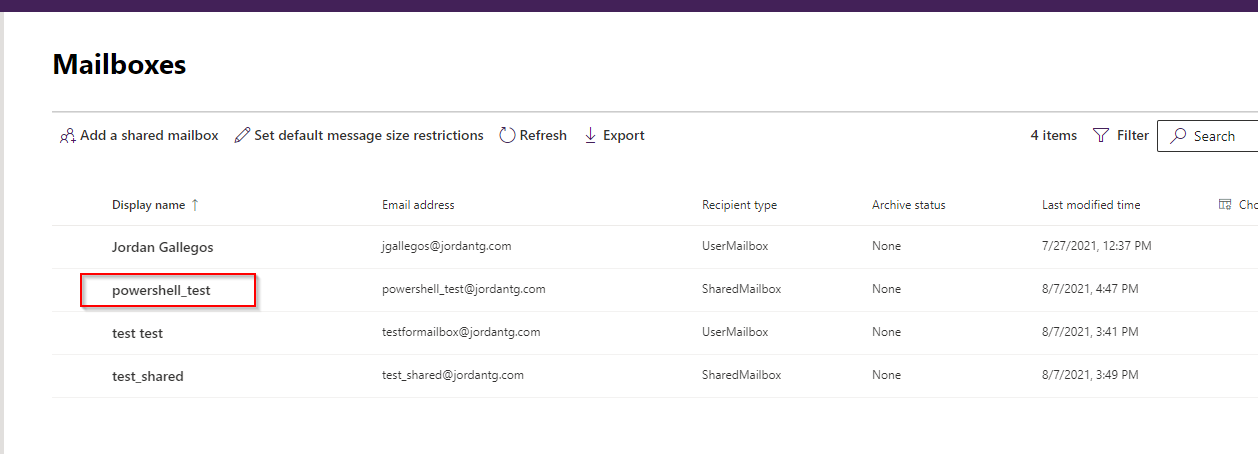 Mailboxes
Add a shared mailbox Set default message size restrictions Refresh Export 4 items Filter Search
Display name ↑ Email address Recipient type Archive status Last modified time Cho
Jordan Gallegos jgallegos@jordantg.com UserMailbox None 7/27/2021, 12:37 PM
powershell_test powershell_test@jordantg.com SharedMailbox None 8/7/2021, 4:47 PM
test test testformailbox@jordantg.com UserMailbox None 8/7/2021, 3:41 PM
test_shared test_shared@jordantg.com SharedMailbox None 8/7/2021, 3:49 PM